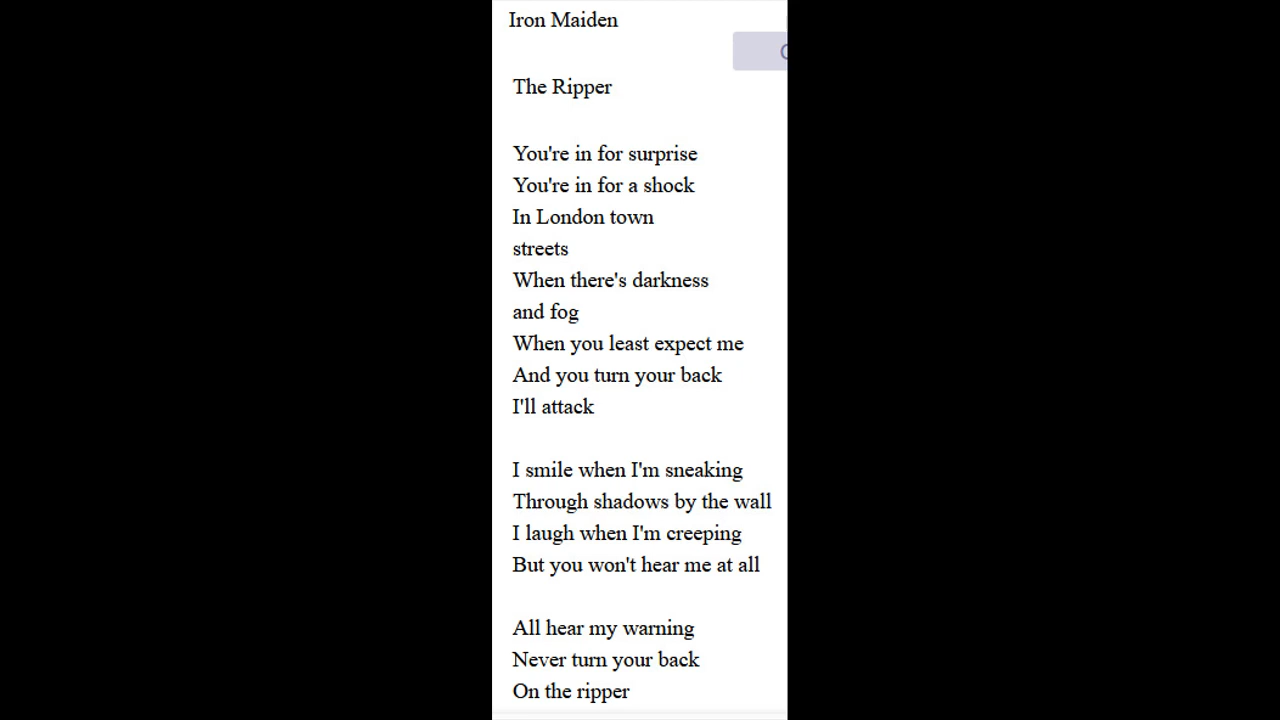 Iron Maiden
The Ripper
You're in for surprise
You're in for a shock
In London town
streets
When there's darkness
and fog
When you least expect me
And you turn your back
I'll attack
I smile when I'm sneaking
Through shadows by the wall
I laugh when I'm creeping
But you won't hear me at all
All hear my warning
Never turn your back
On the ripper